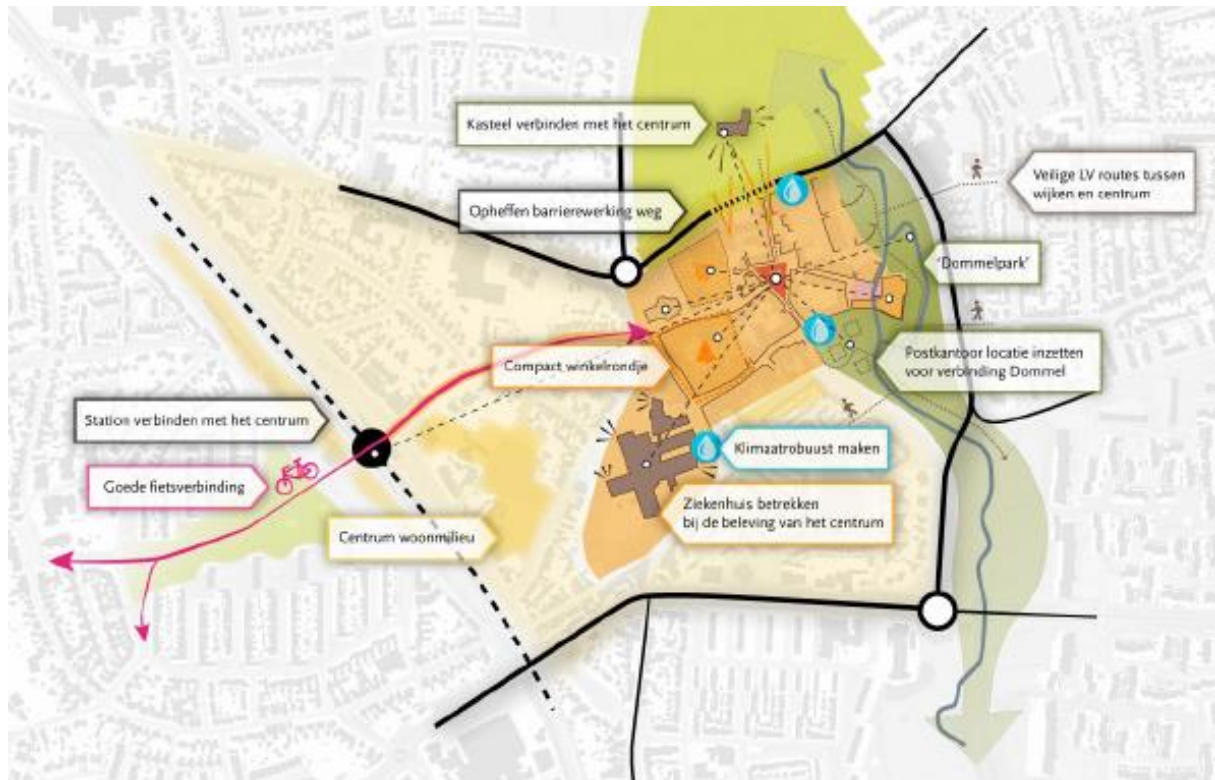 Kasteel verbinden met het centrum
Veilige LV routes tussen
wijken en centrum
Opheffen barrierewerking weg
'Dommelpark'
Compact winkelrondje
Postkantoor locatie inzetten
voor verbinding Dommel
Station verbinden met het centrum
Klimaatrobuust maken
Goede fietsverbinding
Ziekenhuis betrekken
bij de beleving van het centrum
Centrum woonmilieu